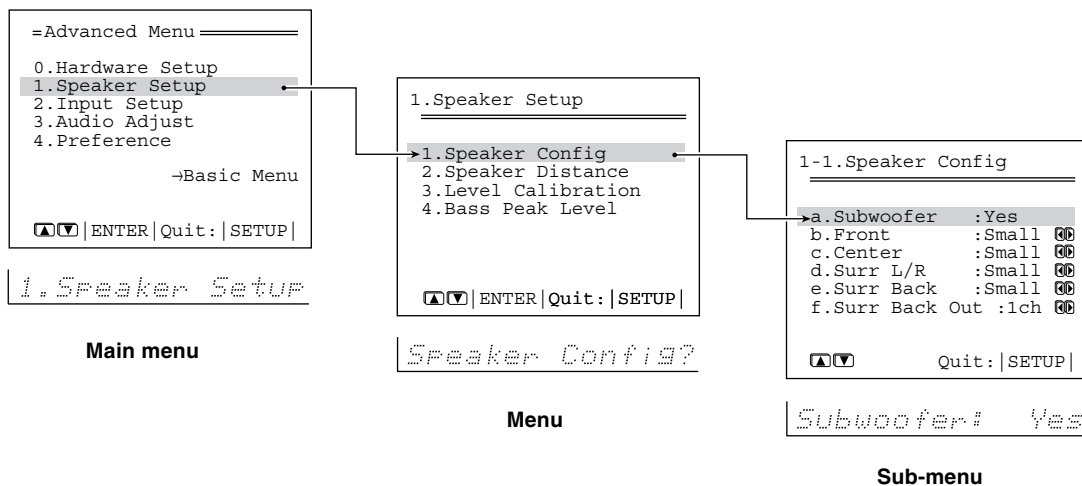 =Advanced Menu
0.Hardware Setup
1.Speaker Setup
2.Input Setup
3.Audio Adjust
4.Preference
→Basic Menu
▲▼|ENTER|Quit:|SETUP|
1.Speaker Setup
Main menu
1.Speaker Setup
1.Speaker Config
2.Speaker Distance
3.Level Calibration
4.Bass Peak Level
▲▼|ENTER|Quit:|SETUP|
Speaker Config?
Menu
1-1.Speaker Config
a.Subwoofer :Yes
b.Front :Small ◀▶
c.Center :Small ◀▶
d.Surr L/R :Small ◀▶
e.Surr Back :Small ◀▶
f.Surr Back Out :1ch ◀▶
▲▼ Quit:|SETUP|
Subwoofer: Yes
Sub-menu